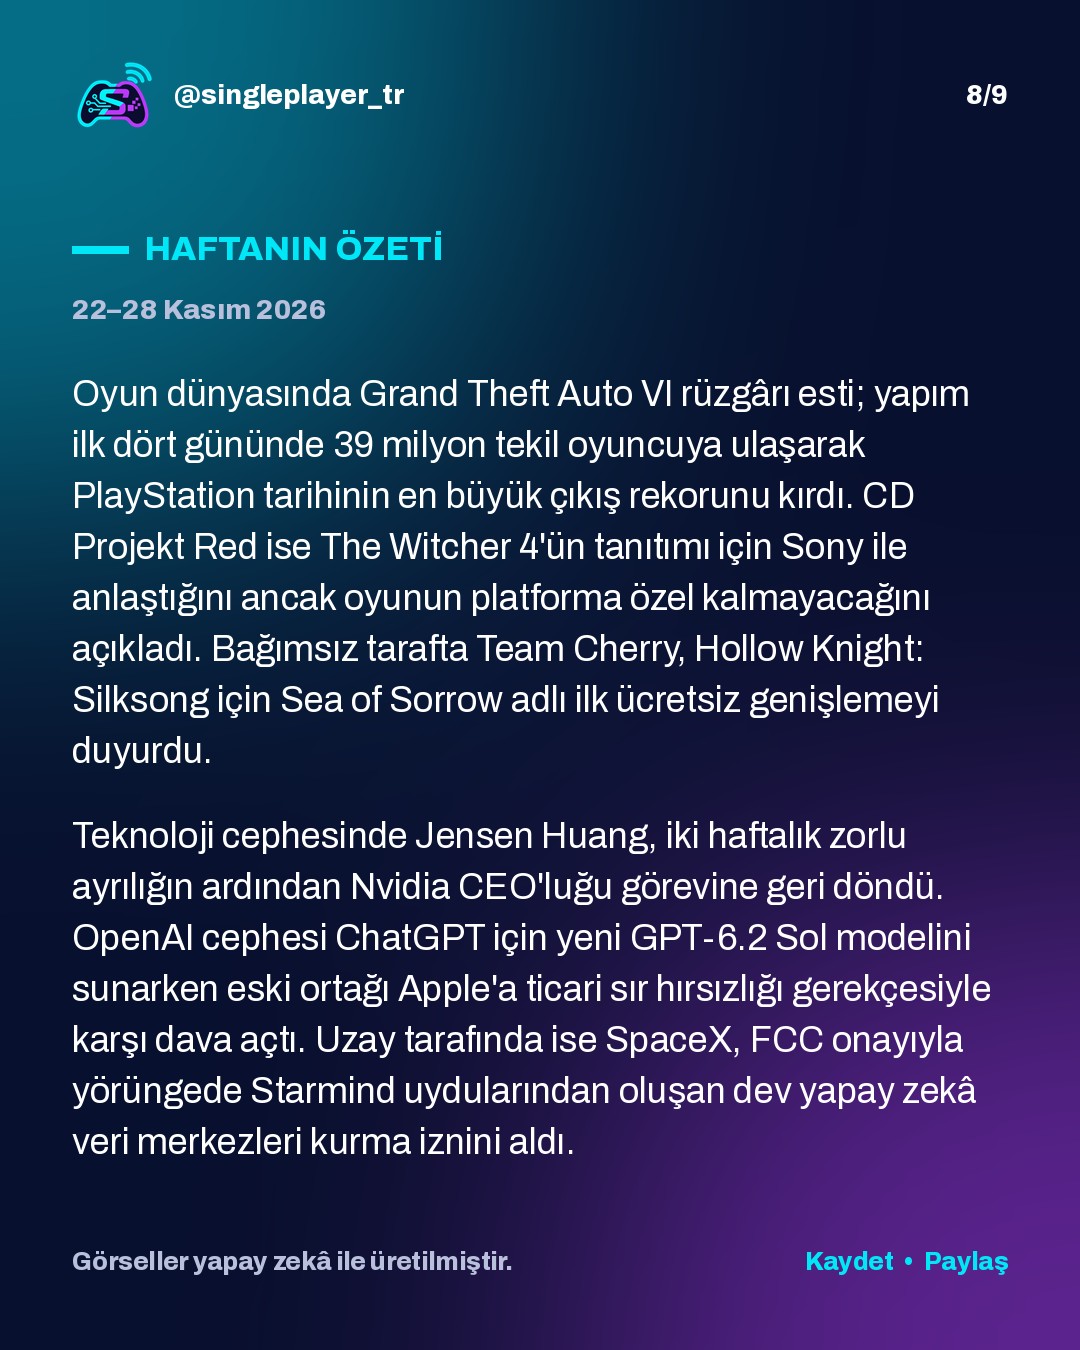 @singleplayer_tr
8/9
HAFTANIN ÖZETİ
22–28 Kasım 2026
Oyun dünyasında Grand Theft Auto VI rüzgârı esti; yapım
ilk dört gününde 39 milyon tekil oyuncuya ulaşarak
PlayStation tarihinin en büyük çıkış rekorunu kırdı. CD
Projekt Red ise The Witcher 4'ün tanıtımı için Sony ile
anlaştığını ancak oyunun platforma özel kalmayacağını
açıkladı. Bağımsız tarafta Team Cherry, Hollow Knight:
Silksong için Sea of Sorrow adlı ilk ücretsiz genişlemeyi
duyurdu.
Teknoloji cephesinde Jensen Huang, iki haftalık zorlu
ayrılığın ardından Nvidia CEO'luğu görevine geri döndü.
OpenAI cephesi ChatGPT için yeni GPT-6.2 Sol modelini
sunarken eski ortağı Apple'a ticari sır hırsızlığı gerekçesiyle
karşı dava açtı. Uzay tarafında ise SpaceX, FCC onayıyla
yörüngede Starmind uydularından oluşan dev yapay zekâ
veri merkezleri kurma iznini aldı.
Görseller yapay zekâ ile üretilmiştir.
Kaydet • Paylaş